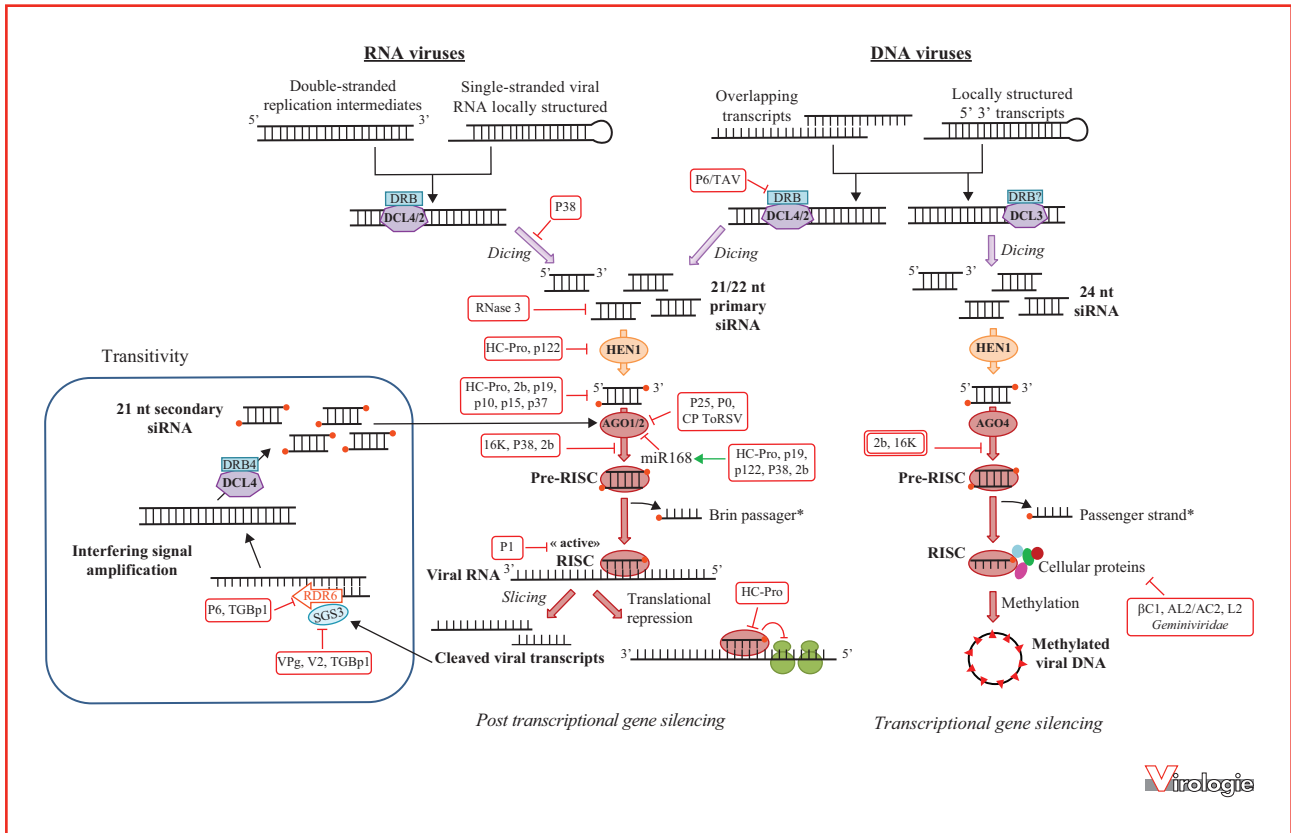 RNA viruses
DNA viruses
Double-stranded
replication intermediates
5’ 3’
Single-stranded viral
RNA locally structured
Overlapping
transcripts
Locally structured
5’ 3’ transcripts
DRB
DCL4/2
P38
Dicing
P6/TAV
DRB
DCL4/2
Dicing
DRB?
DCL3
Dicing
5’ 3’
21/22 nt
primary
siRNA
RNase 3
5’ 3’
24 nt
siRNA
HC-Pro, p122
HEN1
HEN1
HC-Pro, 2b, p19,
p10, p15, p37
5’ 3’
5’ 3’
AGO1/2
P25, P0,
CP ToRSV
AGO4
16K, P38, 2b
miR168
HC-Pro, p19,
p122, P38, 2b
2b, 16K
Pre-RISC
Pre-RISC
Brin passager*
Passenger strand*
P1
« active»
RISC
RISC
Cellular proteins
Viral RNA
3’ 5’
Slicing
Translational
repression
HC-Pro
Methylation
βC1, AL2/AC2, L2
Geminiviridae
Cleaved viral transcripts
3’ 5’
Methylated
viral DNA
Transitivity
21 nt secondary
siRNA
DRB4
DCL4
Interfering signal
amplification
P6, TGBp1
RDR6
SGS3
VPg, V2, TGBp1
Post transcriptional gene silencing
Transcriptional gene silencing
Virologie